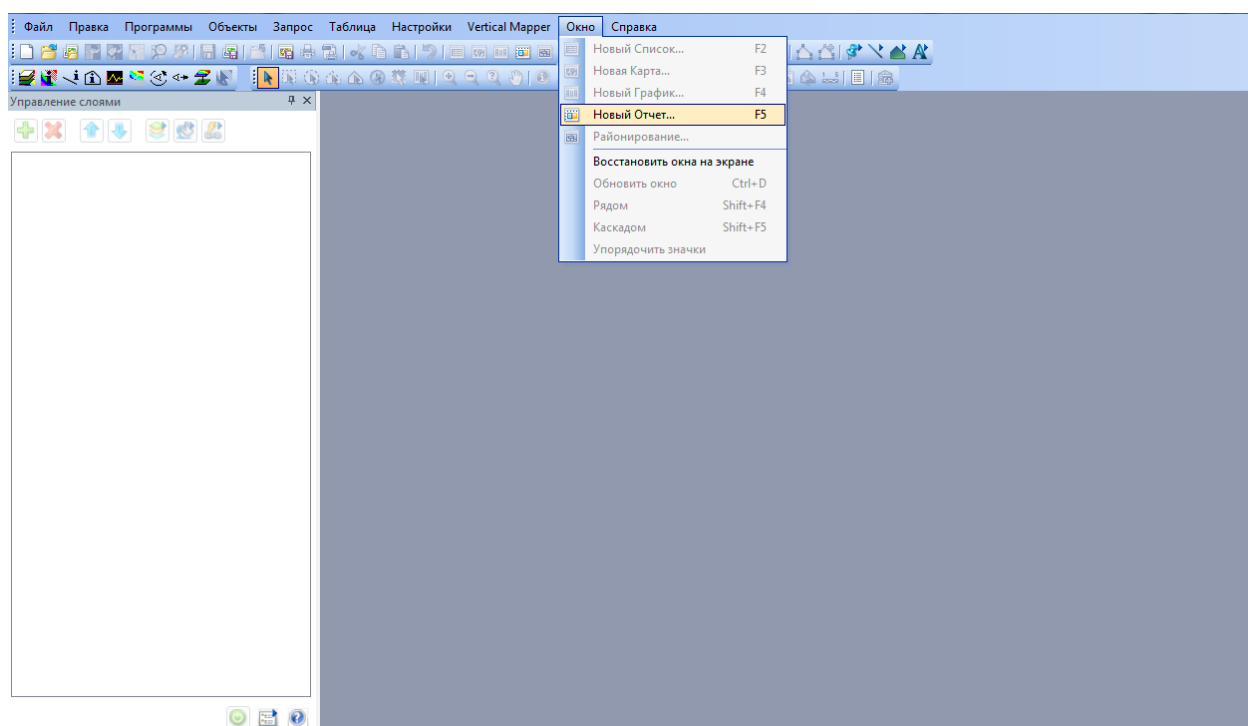 Файл Правка Программы Объекты Запрос Таблица Настройки Vertical Mapper Окно Справка
Управление слоями
Новый Список... F2
Новая Карта... F3
Новый График... F4
Новый Отчет... F5
Районирование...
Восстановить окна на экране
Обновить окно Ctrl+D
Рядом Shift+F4
Каскадом Shift+F5
Упорядочить значки